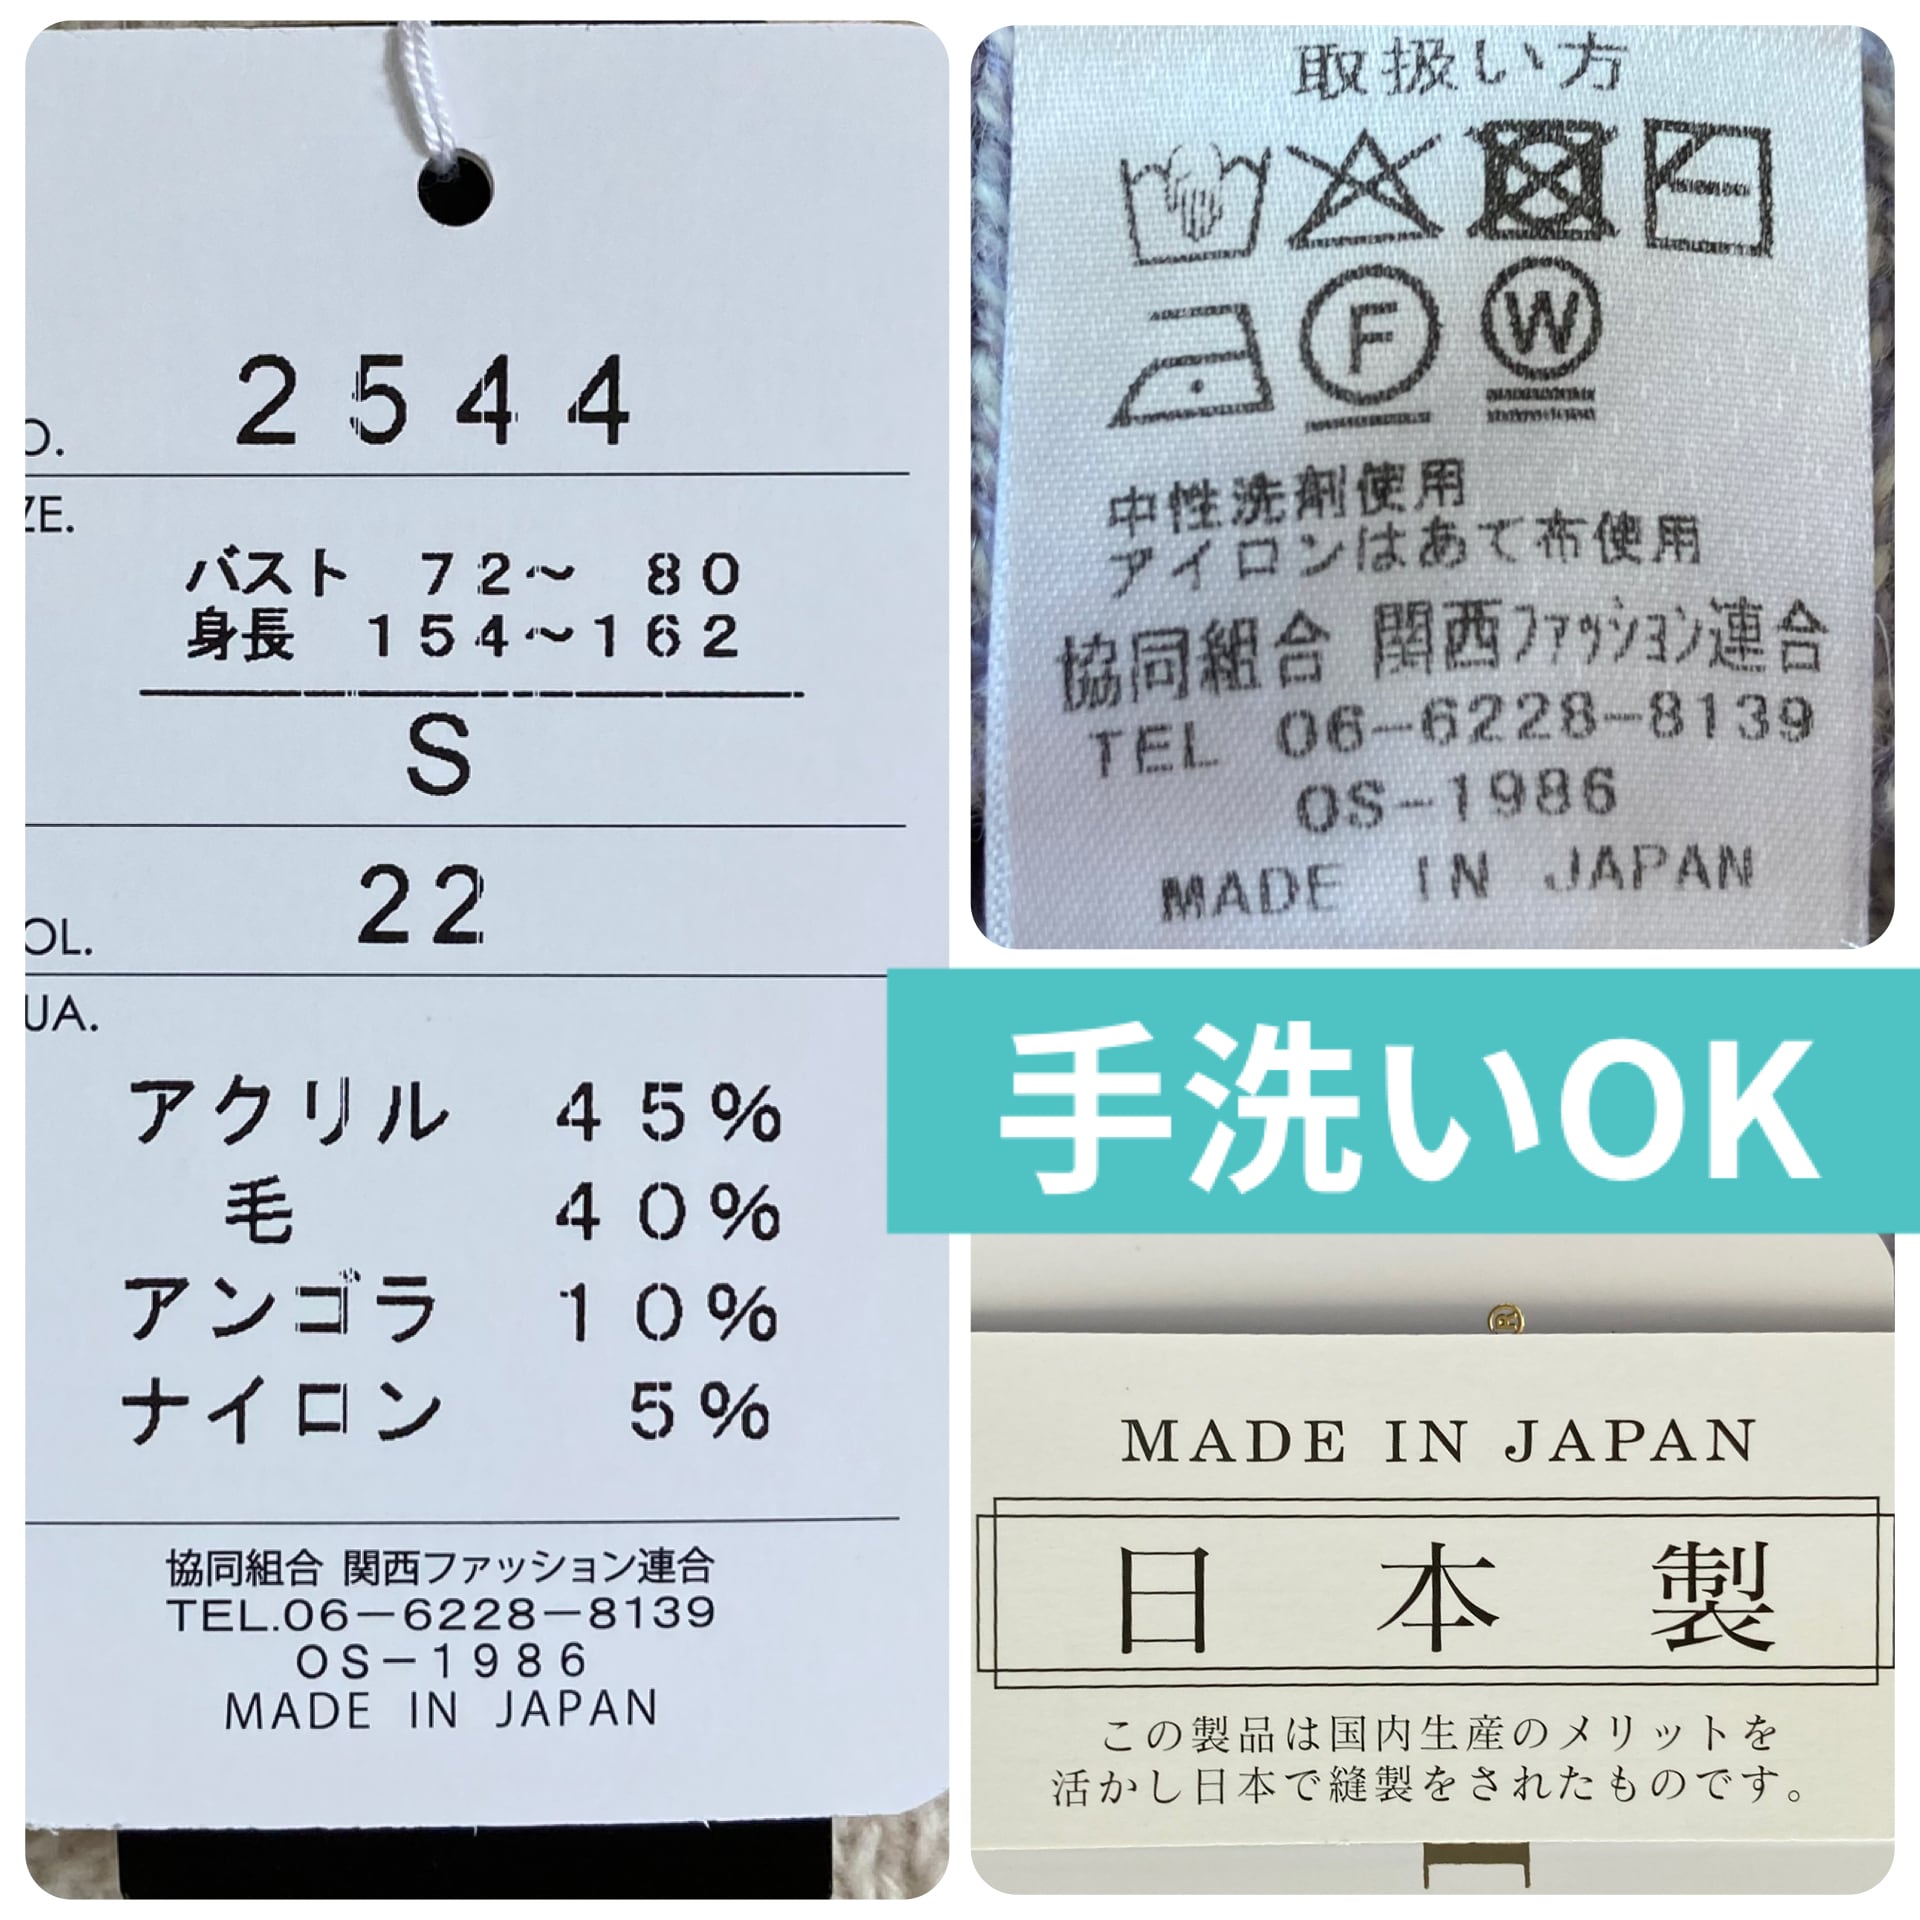 O. 2544
ZE.
バスト 72～ 80
身長 154～162
S
OL. 22
UA.
アクリル 45%
毛 40%
アンゴラ 10%
ナイロン 5%
協同組合 関西ファッション連合
TEL.06－6228－8139
OS－1986
MADE IN JAPAN
取扱い方
F W
中性洗剤使用
アイロンはあて布使用
協同組合 関西ﾌｧｯｼｮﾝ連合
TEL 06－6228－8139
OS－1986
MADE IN JAPAN
手洗いOK
®
MADE IN JAPAN
日本製
この製品は国内生産のメリットを
活かし日本で縫製をされたものです。